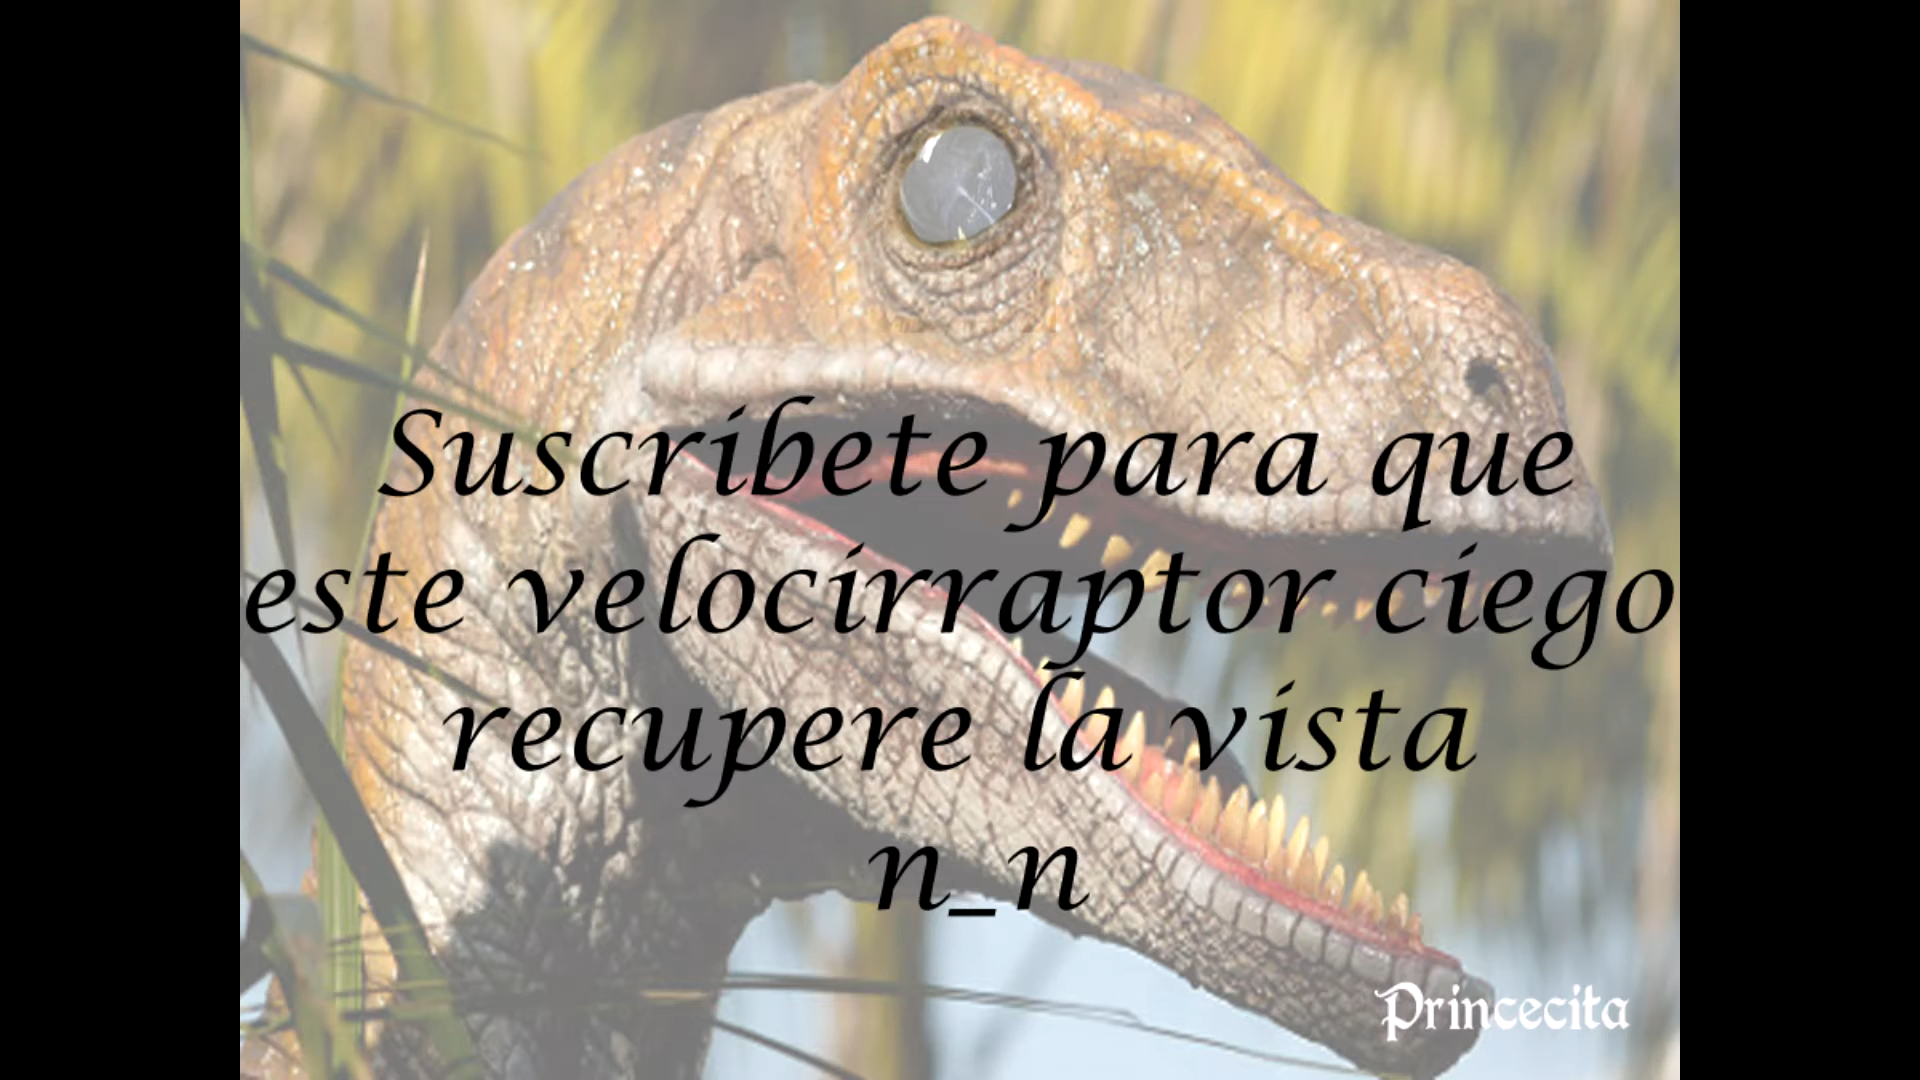 Suscribete para que
este velocirraptor ciego
recupere la vista
n_n
Princecita